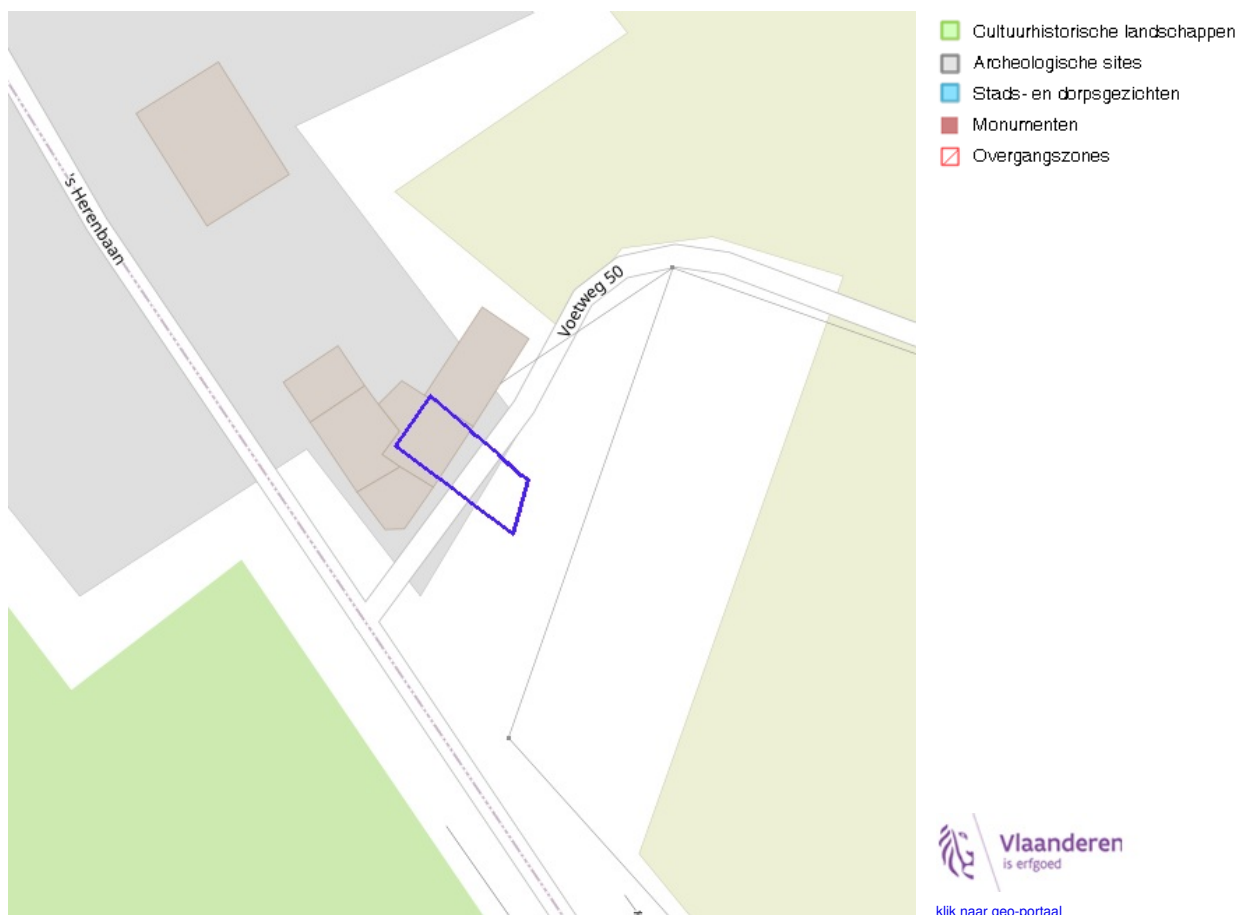 's Herenbaan
Voetweg 50
Cultuurhistorische landschappen
Archeologische sites
Stads- en dorpsgezichten
Monumenten
Overgangszones
Vlaanderen
is erfgoed
klik naar geo-portaal